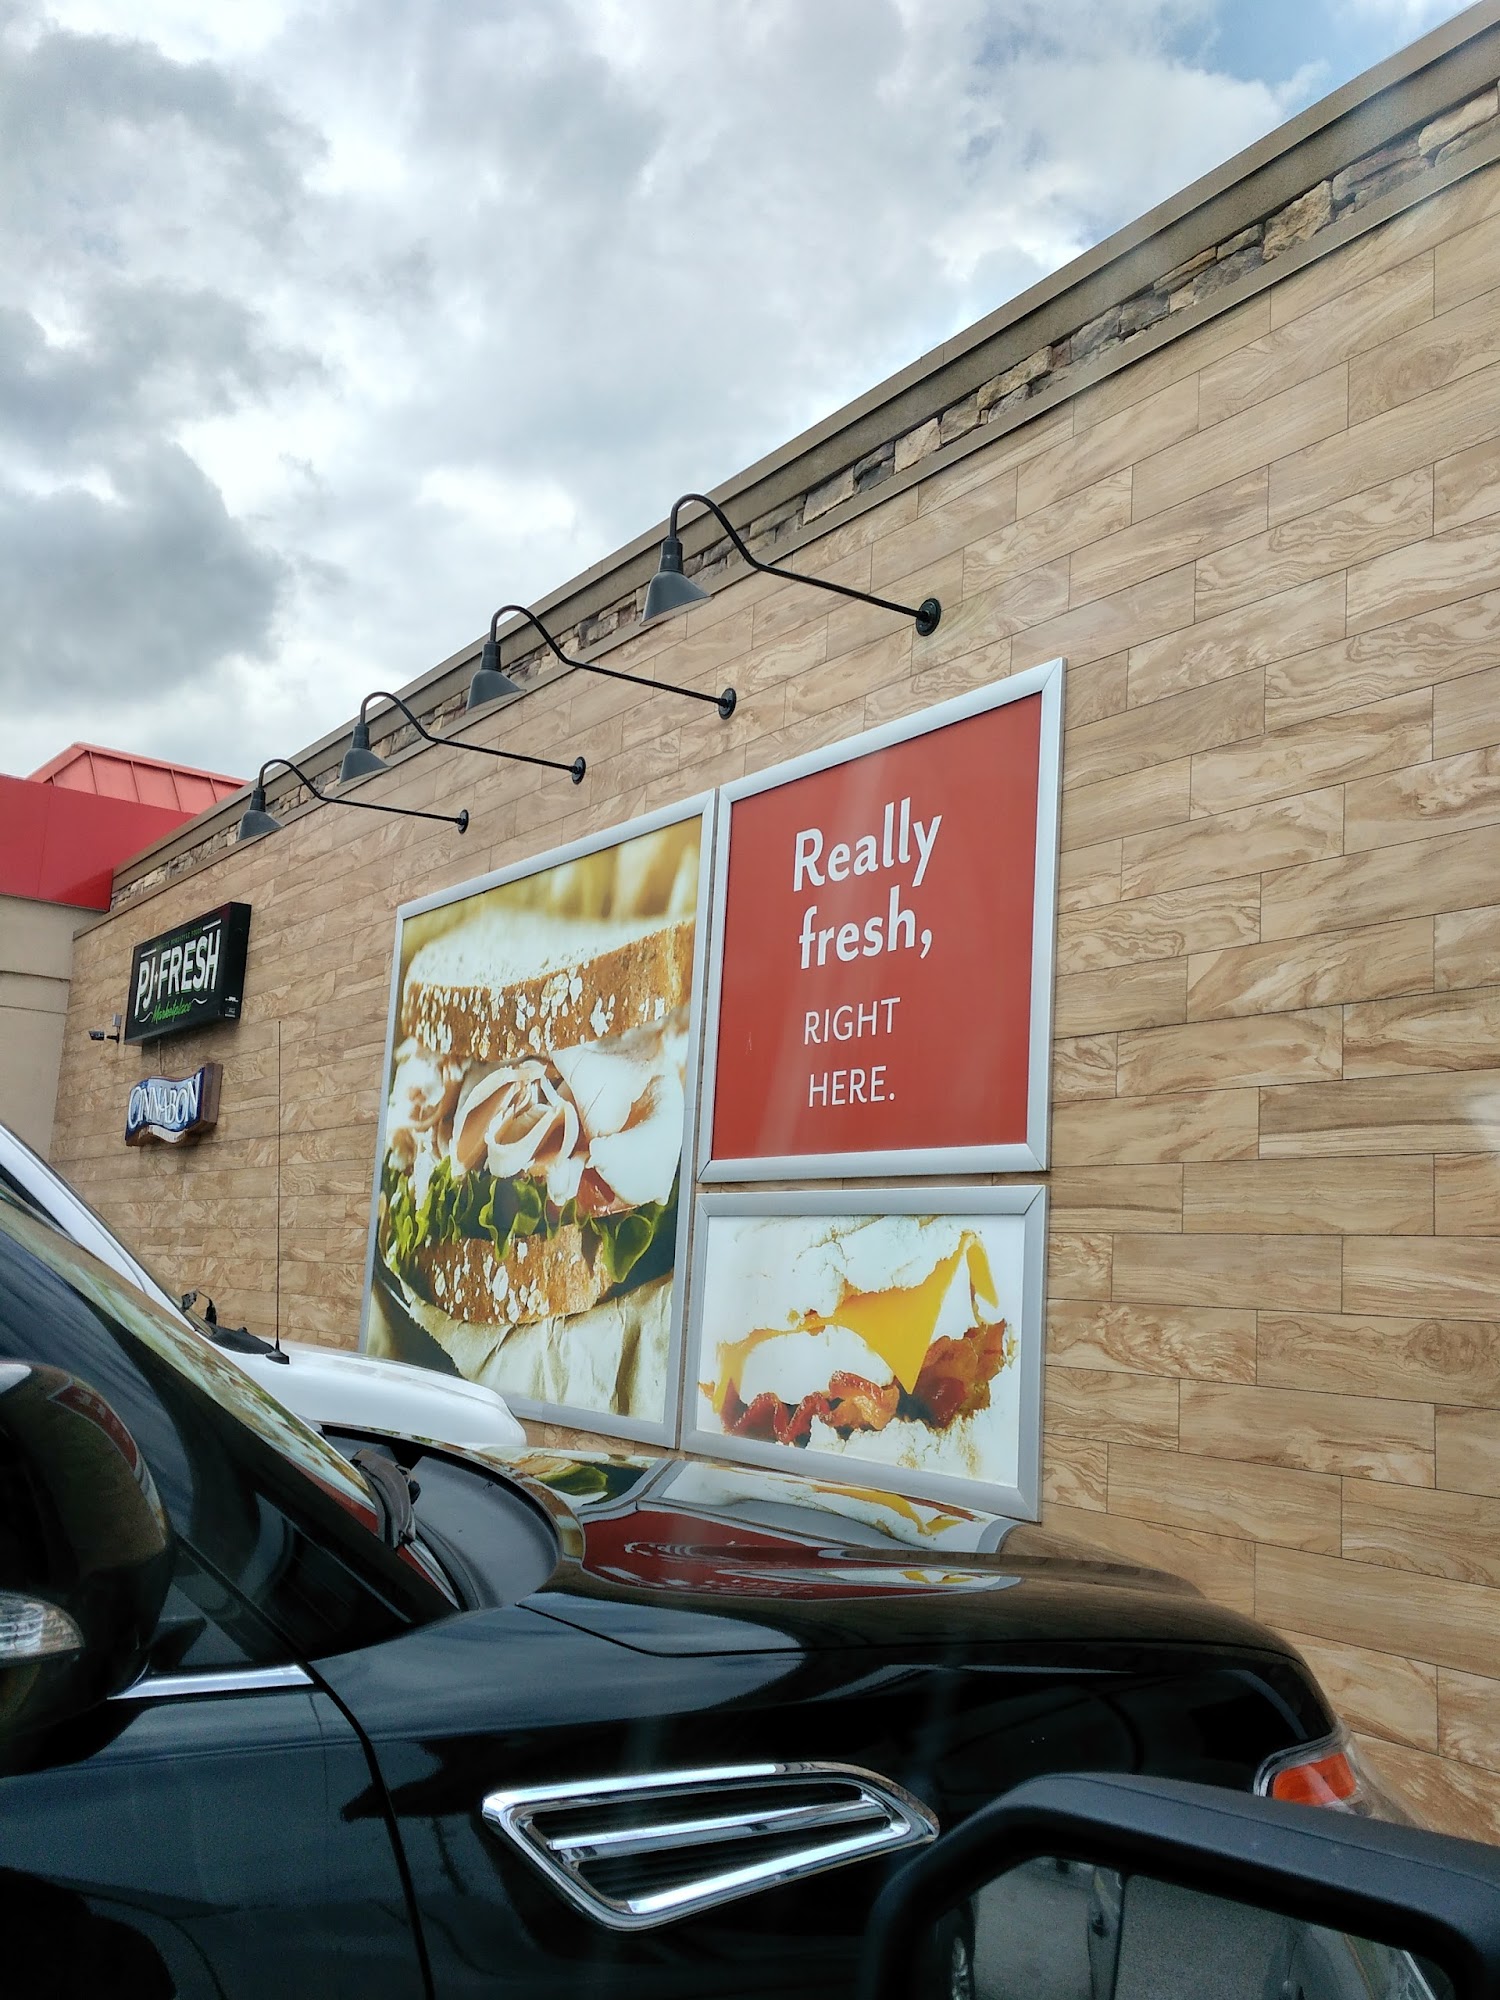 PJ FRESH
Marketplace
CINNABON
Really
fresh,
RIGHT
HERE.